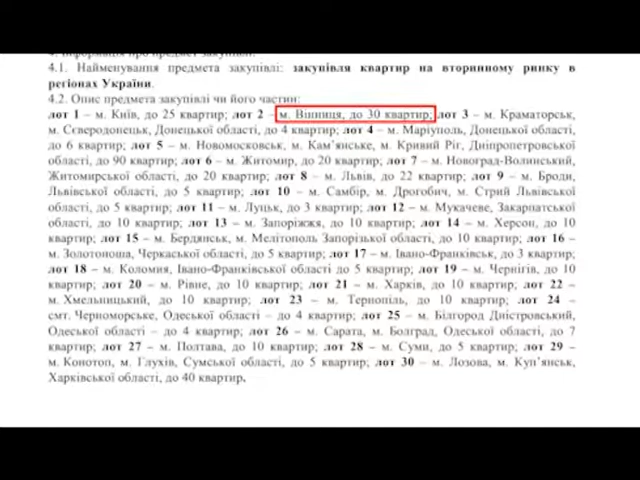 4. Інформація про предмет закупівлі:
4.1. Найменування предмета закупівлі: закупівля квартир на вторинному ринку в
регіонах України.
4.2. Опис предмета закупівлі чи його частин:
лот 1 – м. Київ, до 25 квартир; лот 2 – м. Вінниця, до 30 квартир; лот 3 – м. Краматорськ,
м. Сєверодонецьк, Донецької області, до 4 квартир; лот 4 – м. Маріуполь, Донецької області,
до 6 квартир; лот 5 – м. Новомосковськ, м. Кам'янське, м. Кривий Ріг, Дніпропетровської
області, до 90 квартир; лот 6 – м. Житомир, до 20 квартир; лот 7 – м. Новоград-Волинський,
Житомирської області, до 20 квартир; лот 8 – м. Львів, до 22 квартир; лот 9 – м. Броди,
Львівської області, до 5 квартир; лот 10 – м. Самбір, м. Дрогобич, м. Стрий Львівської
області, до 5 квартир; лот 11 – м. Луцьк, до 3 квартир; лот 12 – м. Мукачеве, Закарпатської
області, до 10 квартир; лот 13 – м. Запоріжжя, до 10 квартир; лот 14 – м. Херсон, до 10
квартир; лот 15 – м. Бердянськ, м. Мелітополь Запорізької області, до 10 квартир; лот 16 –
м. Золотоноша, Черкаської області, до 5 квартир; лот 17 – м. Івано-Франківськ, до 3 квартир;
лот 18 – м. Коломия, Івано-Франківської області до 5 квартир; лот 19 – м. Чернігів, до 10
квартир; лот 20 – м. Рівне, до 10 квартир; лот 21 – м. Харків, до 10 квартир; лот 22 –
м. Хмельницький, до 10 квартир; лот 23 – м. Тернопіль, до 10 квартир; лот 24 –
смт. Черноморське, Одеської області – до 4 квартир; лот 25 – м. Білгород Дністровський,
Одеської області – до 4 квартир; лот 26 – м. Сарата, м. Болград, Одеської області, до 7
квартир; лот 27 – м. Полтава, до 10 квартир; лот 28 – м. Суми, до 5 квартир; лот 29 –
м. Конотоп, м. Глухів, Сумської області, до 5 квартир; лот 30 – м. Лозова, м. Куп'янськ,
Харківської області, до 40 квартир.